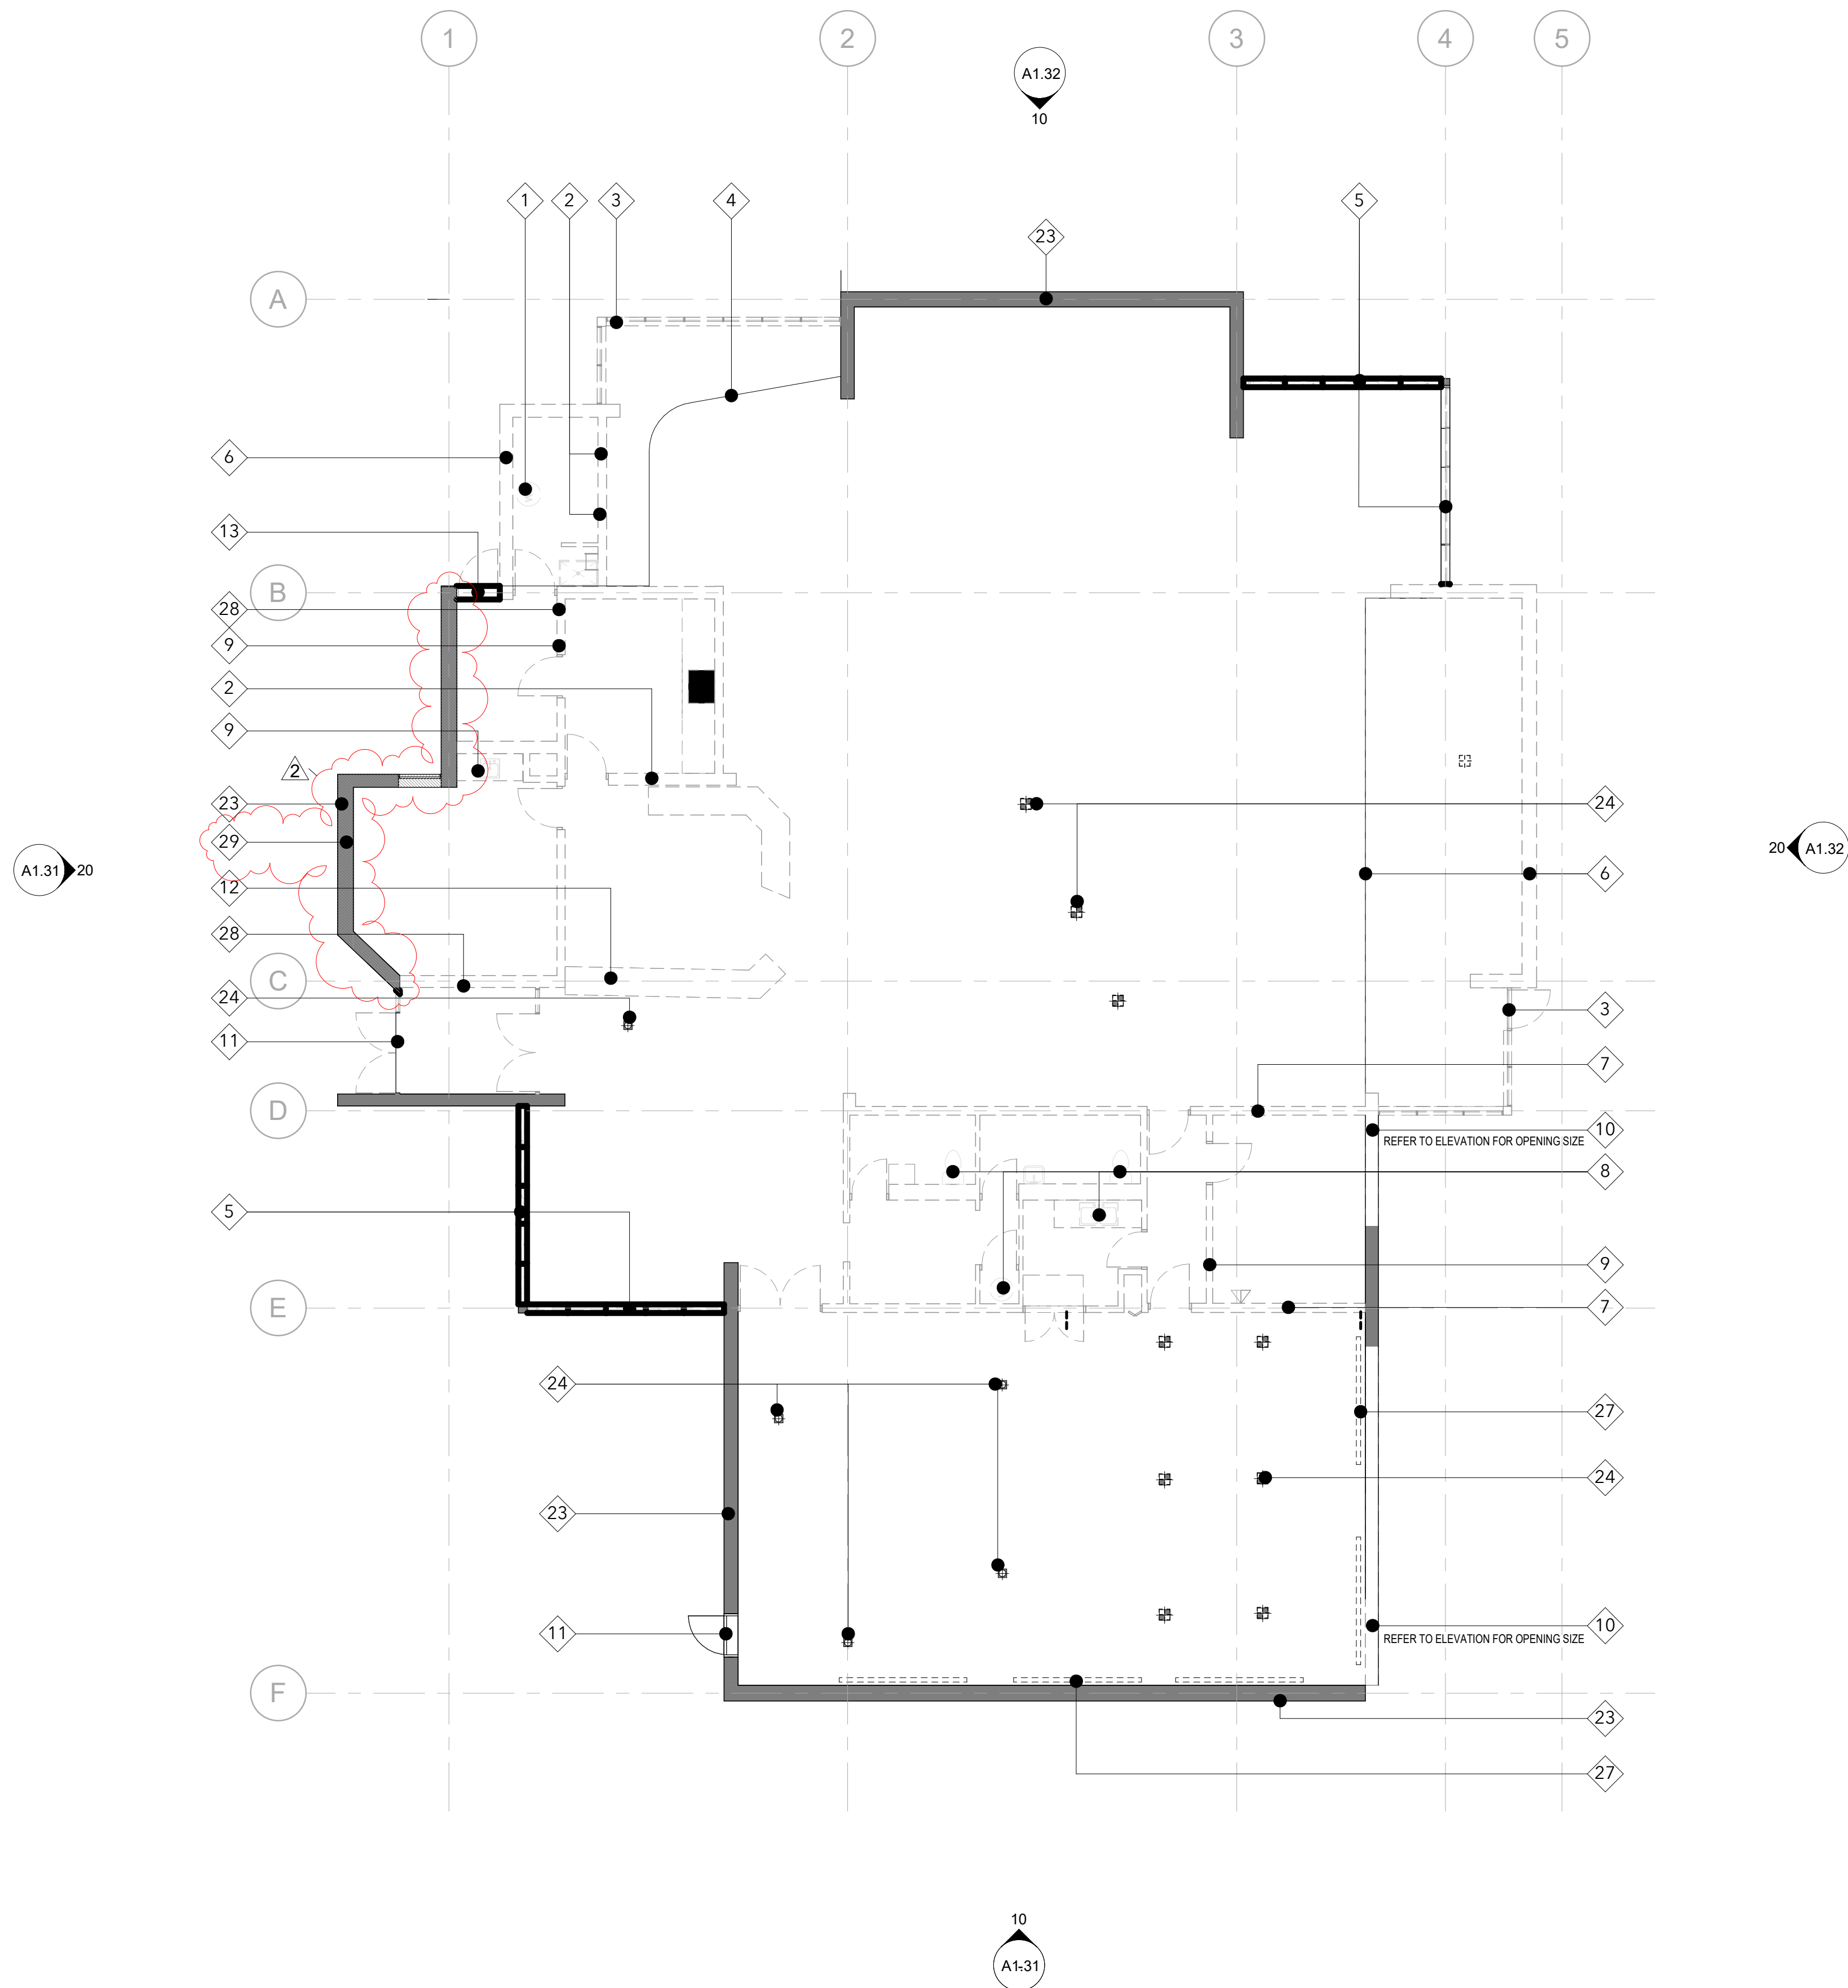 1 2 3 4 5
A1.32
10
1 2 3 4 5
23
A
6
13
B
28
9
2
9
2
23
24
29
A1.31 20
20 A1.32
12
6
28
C
24
3
11
7
D
10
REFER TO ELEVATION FOR OPENING SIZE
8
5
9
E
7
24
27
24
23
11
10
REFER TO ELEVATION FOR OPENING SIZE
F
23
27
10
A1-31